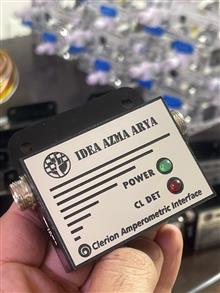 IDEA AZMA ARYA
POWER
CL DET
Clerion Amperometric Interface